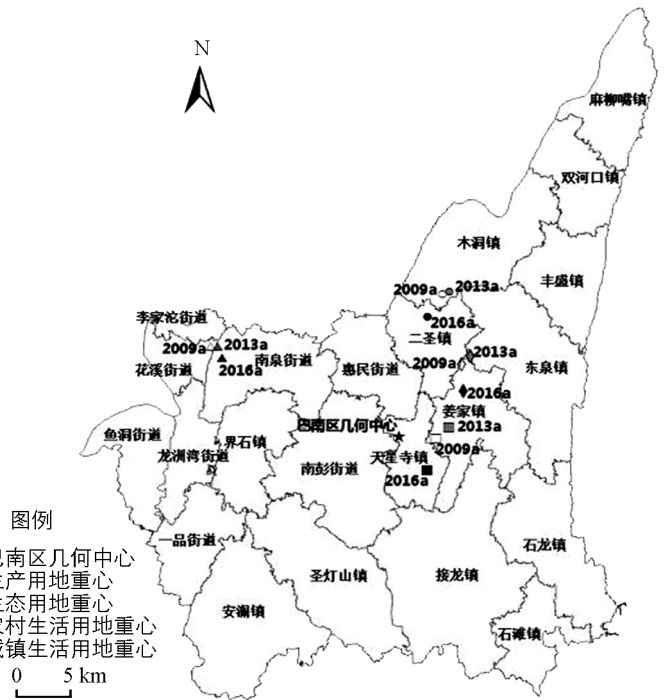 N
麻柳嘴镇
双河口镇
木洞镇
丰盛镇
2009a
2013a
2016a
二圣镇
李家沱街道
2009a
2013a
2016a
花溪街道
南泉街道
惠民街道
2009a
2013a
东泉镇
2016a
姜家镇
巴南区几何中心
2013a
鱼洞街道
龙洲湾街道
界石镇
南彭街道
天星寺镇
2009a
2016a
一品街道
圣灯山镇
接龙镇
石龙镇
安澜镇
石滩镇
图例
巴南区几何中心
生产用地重心
生态用地重心
农村生活用地重心
城镇生活用地重心
0 5 km